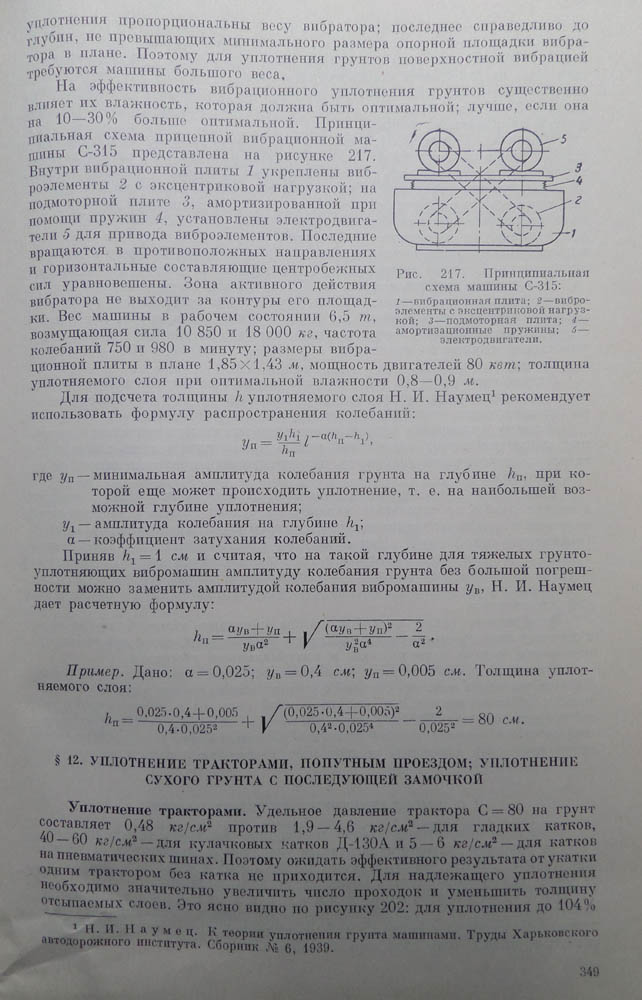 уплотнения пропорциональны весу вибратора; последнее справедливо до
глубин, не превышающих минимального размера опорной площадки вибра-
тора в плане. Поэтому для уплотнения грунтов поверхностной вибрацией
требуются машины большого веса.
На эффективность вибрационного уплотнения грунтов существенно
влияет их влажность, которая должна быть оптимальной; лучше, если она
на 10—30% больше оптимальной. Принци-
пиальная схема прицепной вибрационной ма-
шины С-315 представлена на рисунке 217.
Внутри вибрационной плиты 1 укреплены виб-
роэлементы 2 с эксцентриковой нагрузкой; на
подмоторной плите 3, амортизированной при
помощи пружин 4, установлены электродвига-
тели 5 для привода виброэлементов. Последние
вращаются в противоположных направлениях
и горизонтальные составляющие центробежных
сил уравновешены. Зона активного действия
вибратора не выходит за контуры его площад-
ки. Вес машины в рабочем состоянии 6,5 т,
возмущающая сила 10 850 и 18 000 кг, частота
колебаний 750 и 980 в минуту; размеры вибра-
ционной плиты в плане 1,85×1,43 м, мощность двигателей 80 квт; толщина
уплотняемого слоя при оптимальной влажности 0,8—0,9 м.
5
3
4
2
1
Рис. 217. Принципиальная
схема машины С-315:
1—вибрационная плита; 2—вибро-
элементы с эксцентриковой нагруз-
кой; 3—подмоторная плита; 4—
амортизационные пружины; 5—
электродвигатели.
Для подсчета толщины h уплотняемого слоя Н. И. Наумец¹ рекомендует
использовать формулу распространения колебаний:
yп = y₁h₁/hп l^−α(hп−h₁),
где yп — минимальная амплитуда колебания грунта на глубине hп, при ко-
торой еще может происходить уплотнение, т. е. на наибольшей воз-
можной глубине уплотнения;
y₁ — амплитуда колебания на глубине h₁;
α — коэффициент затухания колебаний.
Приняв h₁ = 1 см и считая, что на такой глубине для тяжелых грунто-
уплотняющих вибромашин амплитуду колебания грунта без большой погреш-
ности можно заменить амплитудой колебания вибромашины yв, Н. И. Наумец
дает расчетную формулу:
hп = (αyв+yп)/(yвα²) + √((αyв+yп)²/(yв²α⁴) − 2/α²).
Пример. Дано: α = 0,025; yв = 0,4 см; yп = 0,005 см. Толщина уплот-
няемого слоя:
hп = (0,025·0,4+0,005)/(0,4·0,025²) + √((0,025·0,4+0,005)²/(0,4²·0,025⁴) − 2/0,025²) = 80 см.
§ 12. УПЛОТНЕНИЕ ТРАКТОРАМИ, ПОПУТНЫМ ПРОЕЗДОМ; УПЛОТНЕНИЕ
СУХОГО ГРУНТА С ПОСЛЕДУЮЩЕЙ ЗАМОЧКОЙ
Уплотнение тракторами. Удельное давление трактора С = 80 на грунт
составляет 0,48 кг/см² против 1,9 — 4,6 кг/см² — для гладких катков,
40 — 60 кг/см² — для кулачковых катков Д-130А и 5 — 6 кг/см² — для катков
на пневматических шинах. Поэтому ожидать эффективного результата от укатки
одним трактором без катка не приходится. Для надлежащего уплотнения
необходимо значительно увеличить число проходок и уменьшить толщину
отсыпаемых слоев. Это ясно видно по рисунку 202: для уплотнения до 104%
¹ Н. И. Наумец. К теории уплотнения грунта машинами. Труды Харьковского
автодорожного института. Сборник № 6, 1939.
349